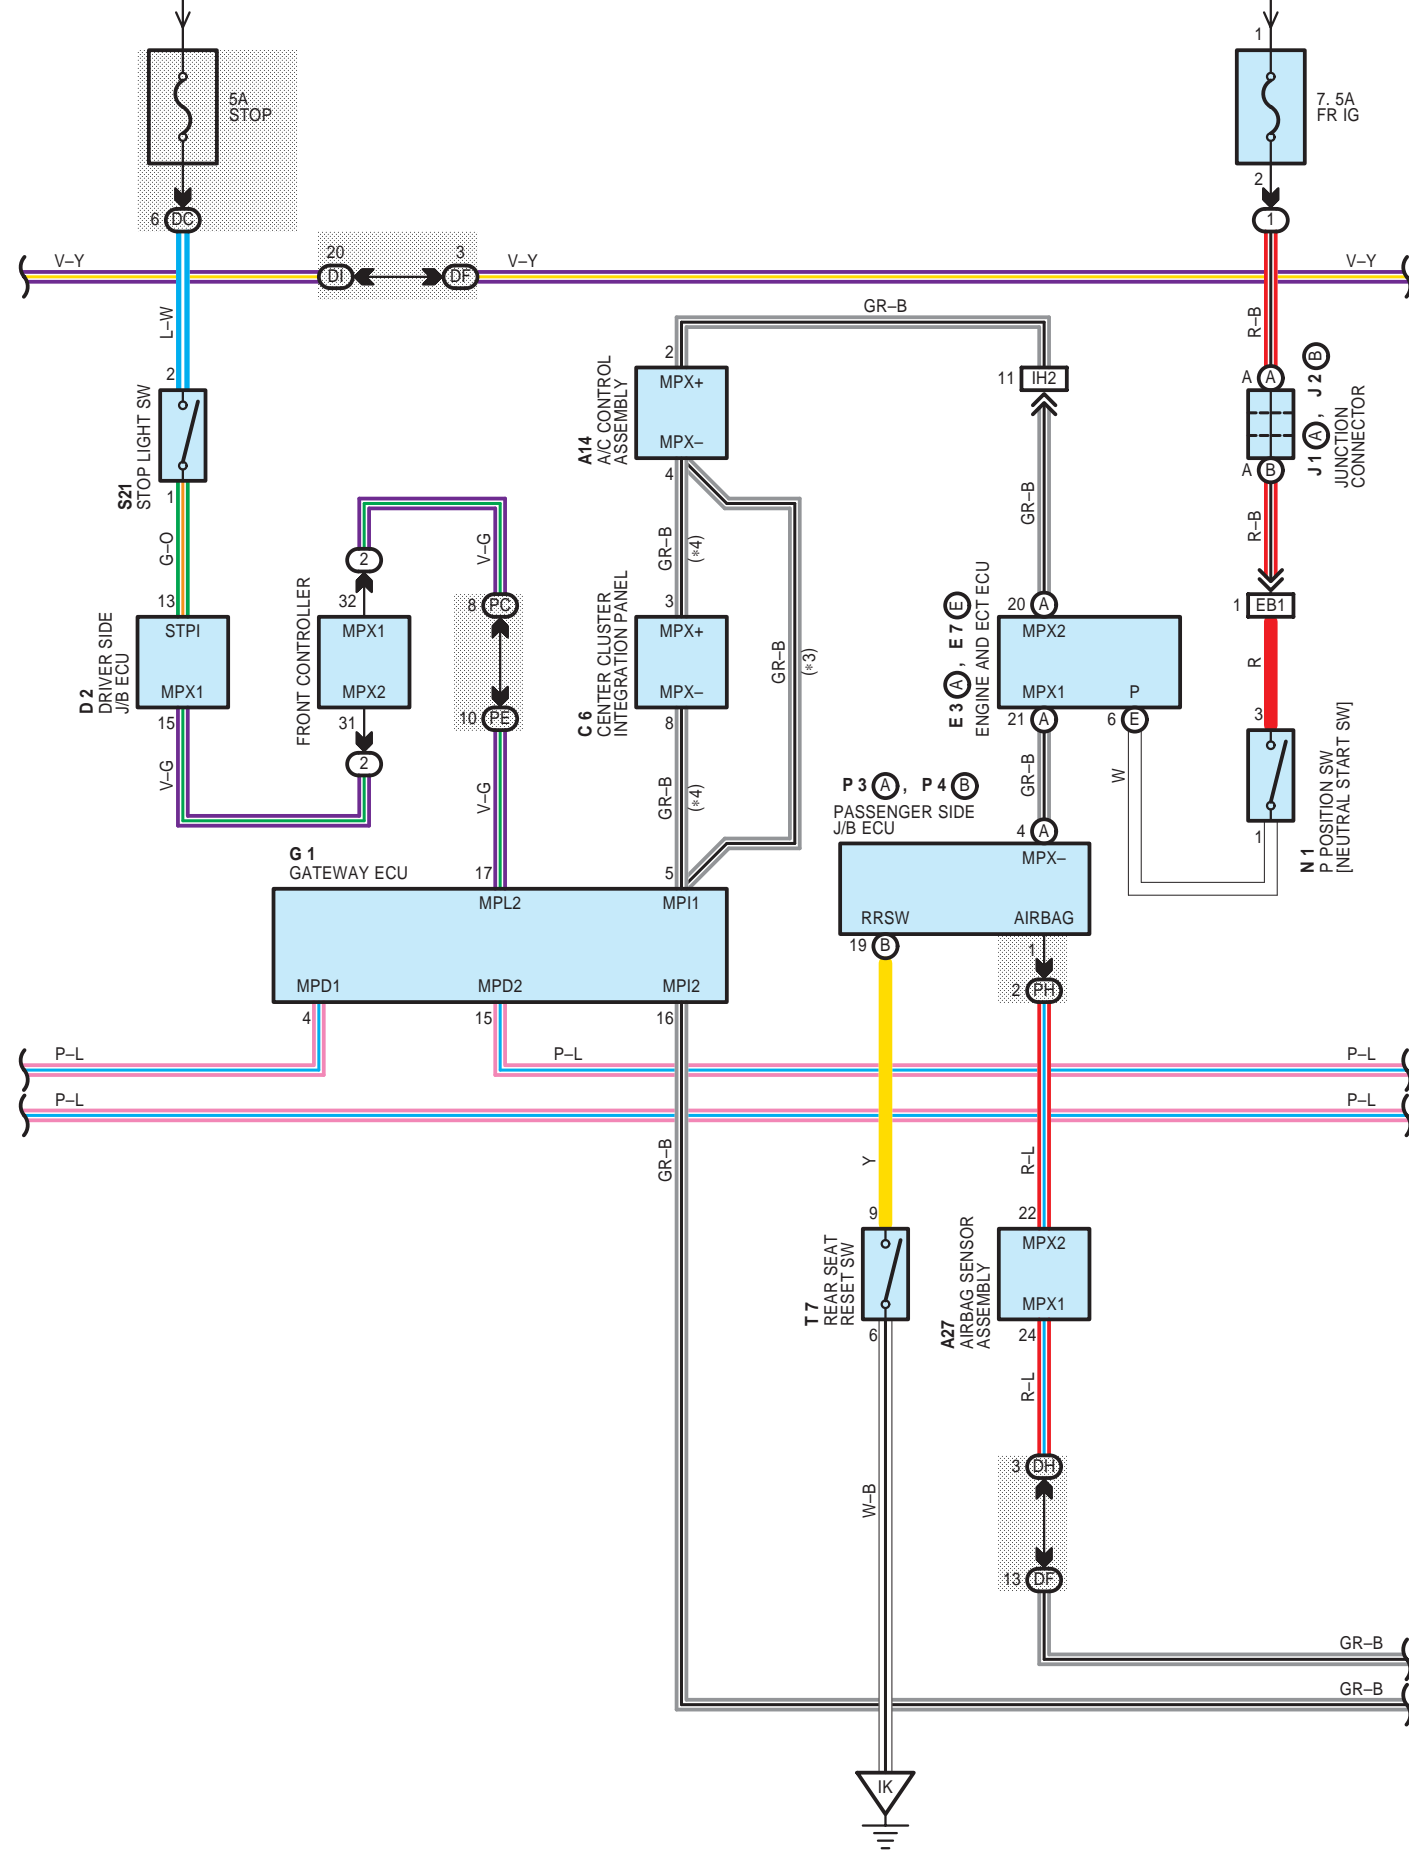 5A
STOP
6 DC
1
7. 5A
FR IG
2
1
V–Y
20
DI
3
DF
V–Y
V–Y
L–W
2
S21
STOP LIGHT SW
1
G–O
13
STPI
MPX1
15
D 2
DRIVER SIDE
J/B ECU
V–G
2
32
MPX1
MPX2
31
2
FRONT CONTROLLER
V–G
8 PC
10 PE
V–G
GR–B
2
MPX+
MPX–
4
A14
A/C CONTROL
ASSEMBLY
GR–B
(*4)
3
MPX+
MPX–
8
C 6
CENTER CLUSTER
INTEGRATION PANEL
GR–B
(*4)
GR–B
(*3)
11 IH2
GR–B
20 A
MPX2
MPX1
P
21 A
6 E
E 3 A , E 7 E
ENGINE AND ECT ECU
GR–B
W
R–B
A A
A B
J 1 A , J 2 B
JUNCTION
CONNECTOR
R–B
1 EB1
R
3
1
N 1
P POSITION SW
[NEUTRAL START SW]
P 3 A , P 4 B
PASSENGER SIDE
J/B ECU
4 A
MPX–
RRSW
AIRBAG
19 B
1
2 PH
G 1
GATEWAY ECU
17
5
MPL2
MPI1
MPD1
MPD2
MPI2
4
15
16
P–L
P–L
P–L
P–L
P–L
GR–B
Y
R–L
9
T 7
REAR SEAT
RESET SW
6
22
MPX2
MPX1
24
A27
AIRBAG SENSOR
ASSEMBLY
R–L
W–B
3 DH
13 DF
GR–B
GR–B
IK